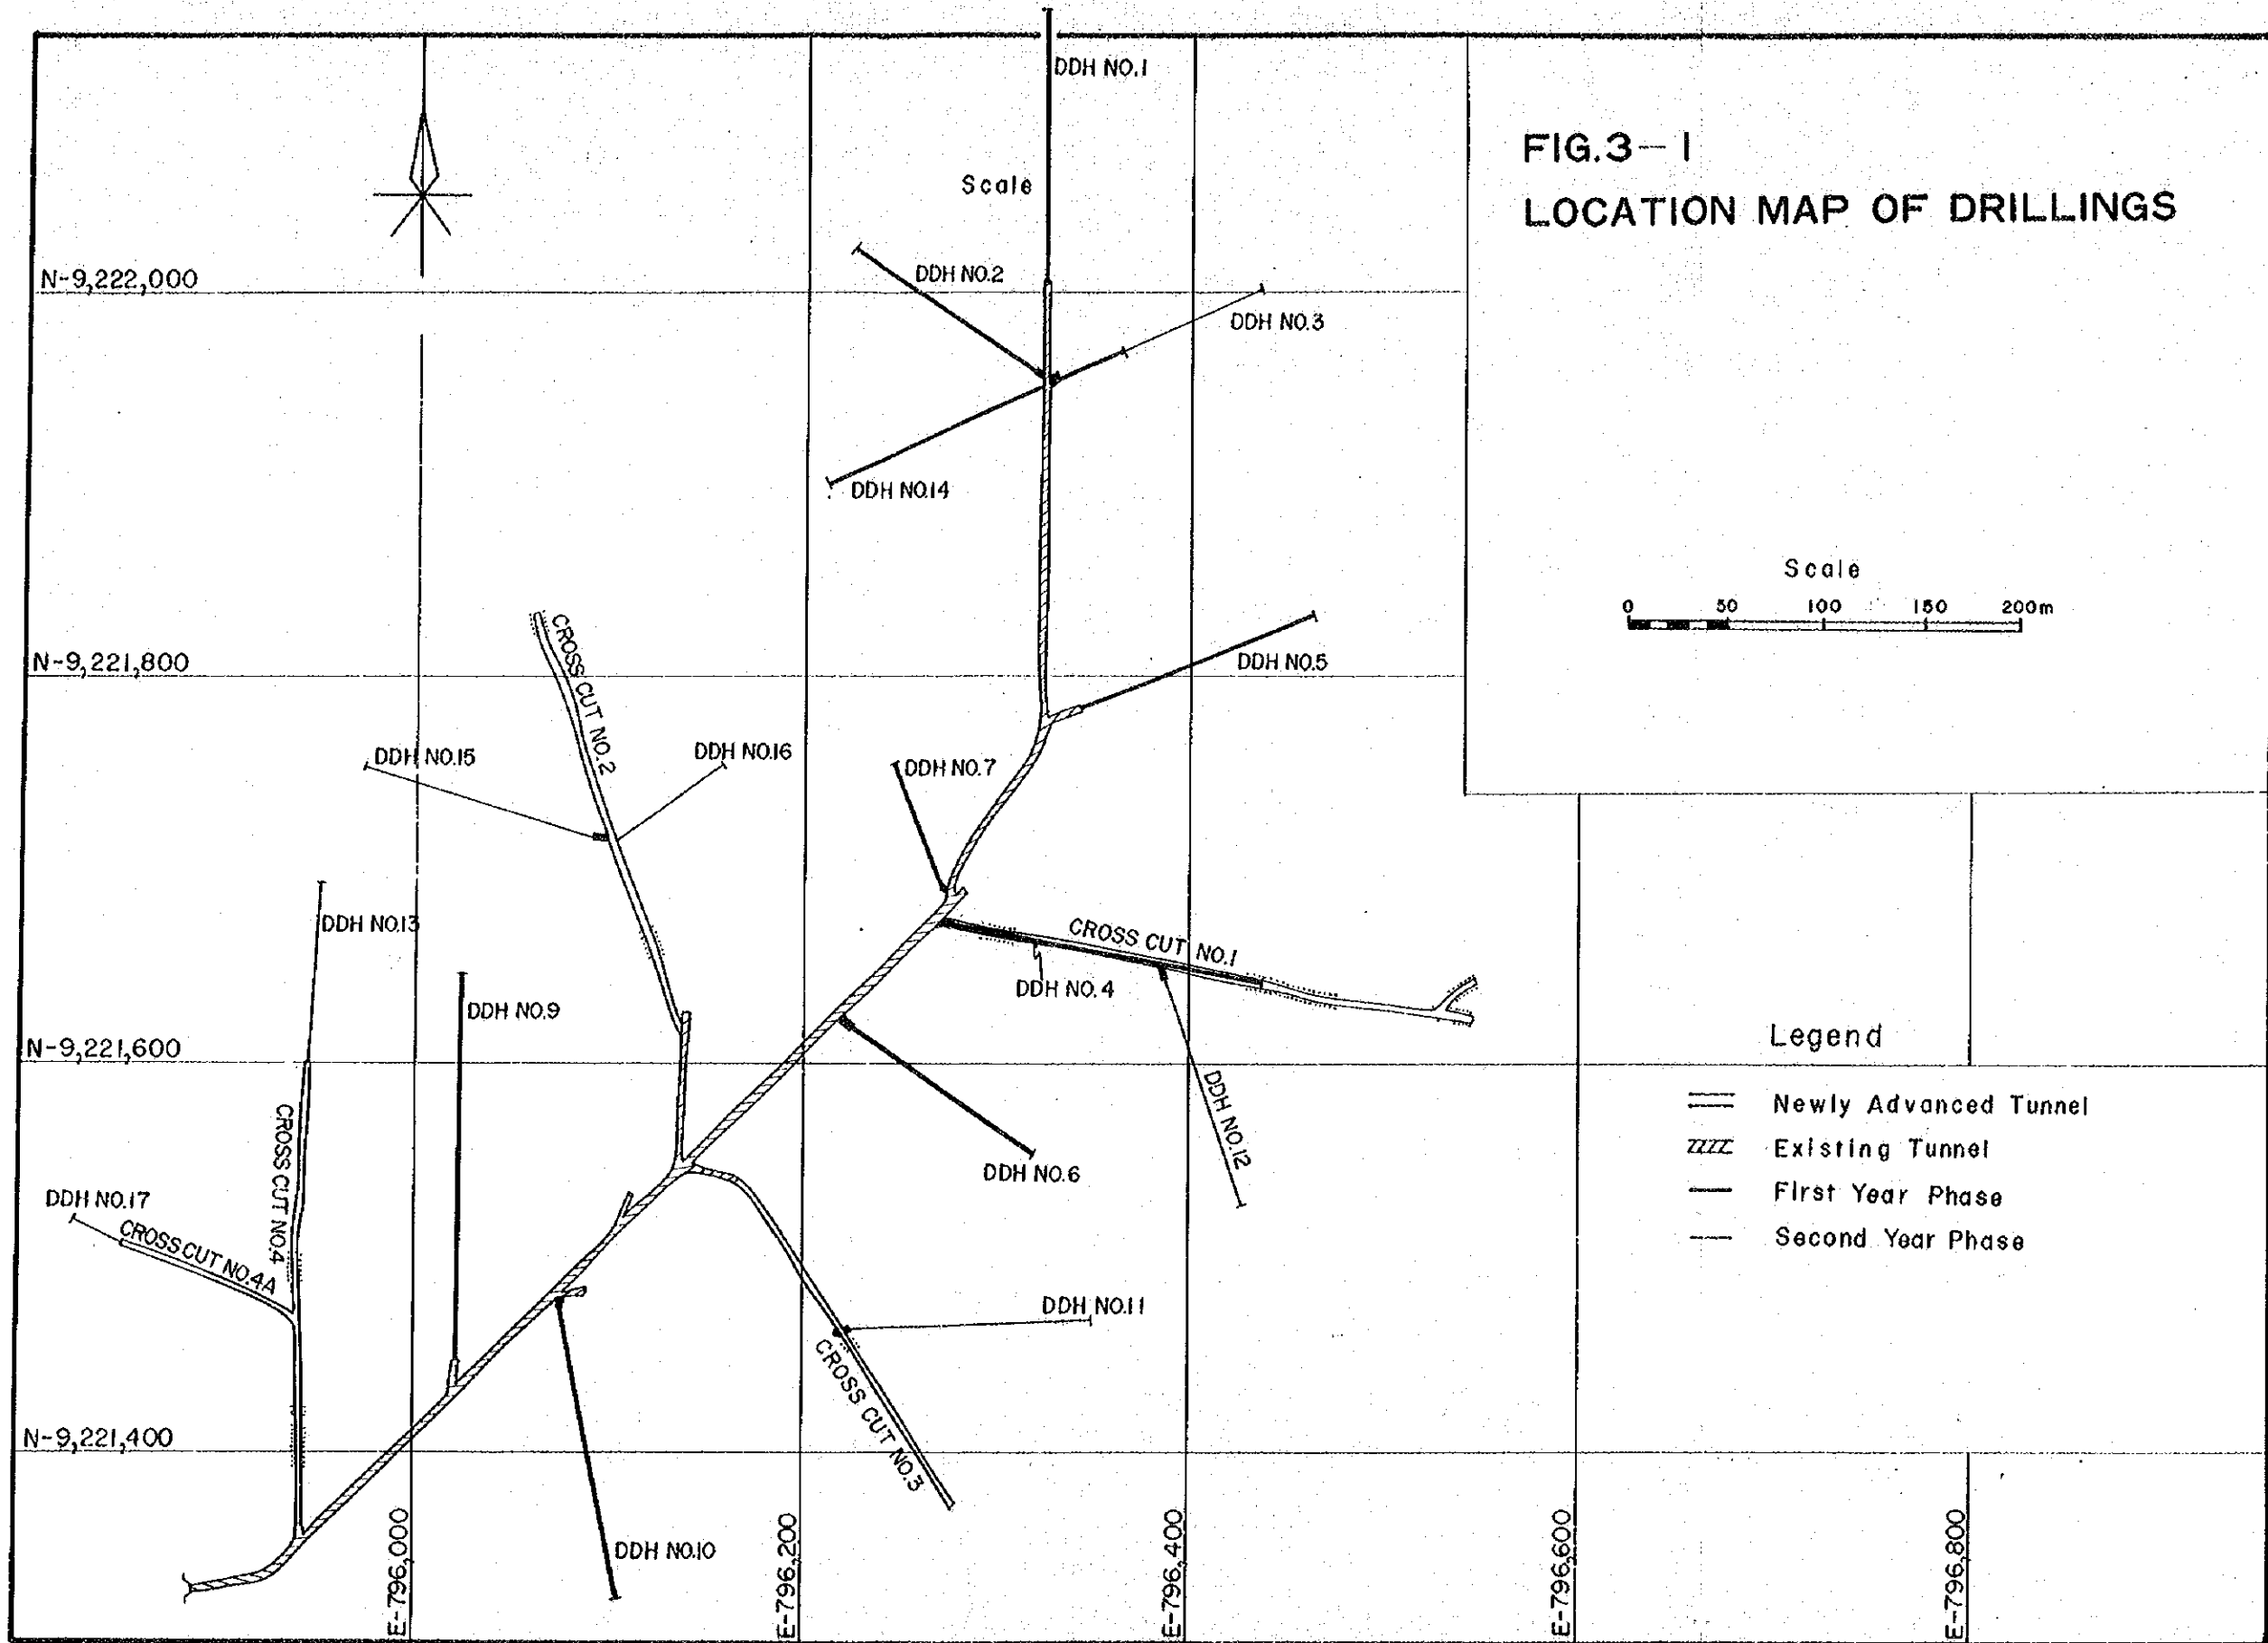 DDH NO.1
FIG.3-1
LOCATION MAP OF DRILLINGS
Scale
N-9,222,000
DDH NO.2
DDH NO.3
DDH NO.14
Scale
0 50 100 150 200m
N-9,221,800
CROSS CUT NO.2
DDH NO.5
DDH NO.15
DDH NO.16
DDH NO.7
DDH NO.13
CROSS CUT NO.1
DDH NO.4
DDH NO.9
N-9,221,600
Legend
DDH NO.12
Newly Advanced Tunnel
CROSS CUT NO.4
Existing Tunnel
DDH NO.6
First Year Phase
DDH NO.17
CROSS CUT NO.4A
Second Year Phase
DDH NO.11
CROSS CUT NO.3
N-9,221,400
DDH NO.10
E-796,000
E-796,200
E-796,400
E-796,600
E-796,800